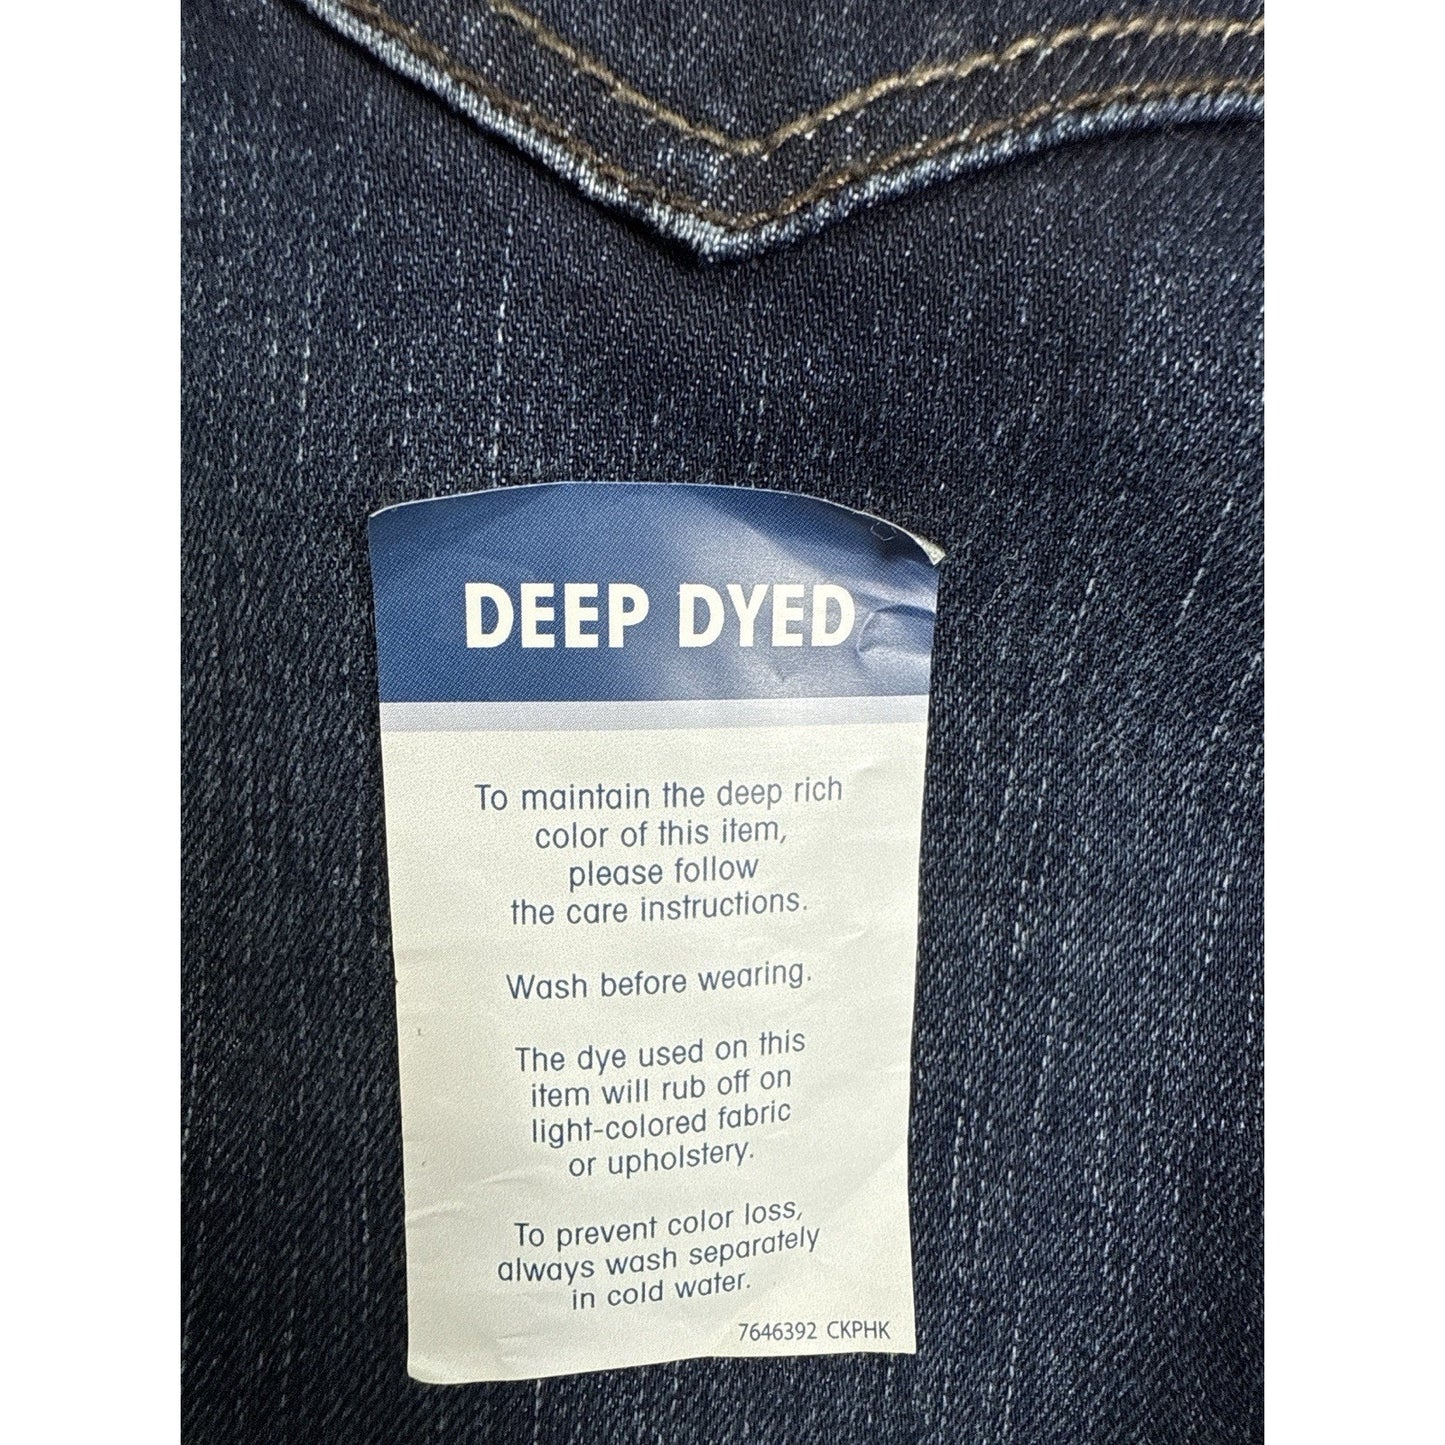 DEEP DYED
To maintain the deep rich
color of this item,
please follow
the care instructions.
Wash before wearing.
The dye used on this
item will rub off on
light-colored fabric
or upholstery.
To prevent color loss,
always wash separately
in cold water.
7646392 CKPHK